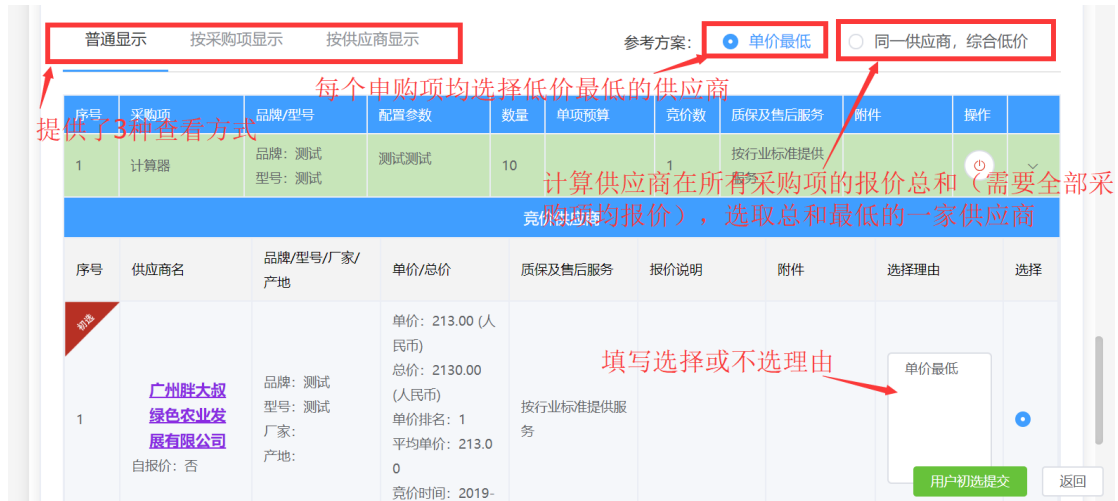 普通显示 按采购项显示 按供应商显示 参考方案： 单价最低 同一供应商，综合低价
每个申购项均选择低价最低的供应商
序号 采购项 品牌/型号 配置参数 数量 单项预算 竞价数 质保及售后服务 附件 操作
提供了3种查看方式
1 计算器 品牌：测试 测试测试 10 1 按行业标准提供
型号：测试 服务
计算供应商在所有采购项的报价总和（需要全部采
购项均报价），选取总和最低的一家供应商
竞价供应商
序号 供应商名 品牌/型号/厂家/ 单价/总价 质保及售后服务 报价说明 附件 选择理由 选择
产地
初选
单价：213.00 (人
民币)
填写选择或不选理由
总价：2130.00 单价最低
广州胖大叔 品牌：测试 (人民币)
1 绿色农业发 型号：测试 单价排名：1 按行业标准提供服
展有限公司 厂家： 平均单价：213.0 务
自报价：否 产地： 0
竞价时间：2019-
用户初选提交 返回